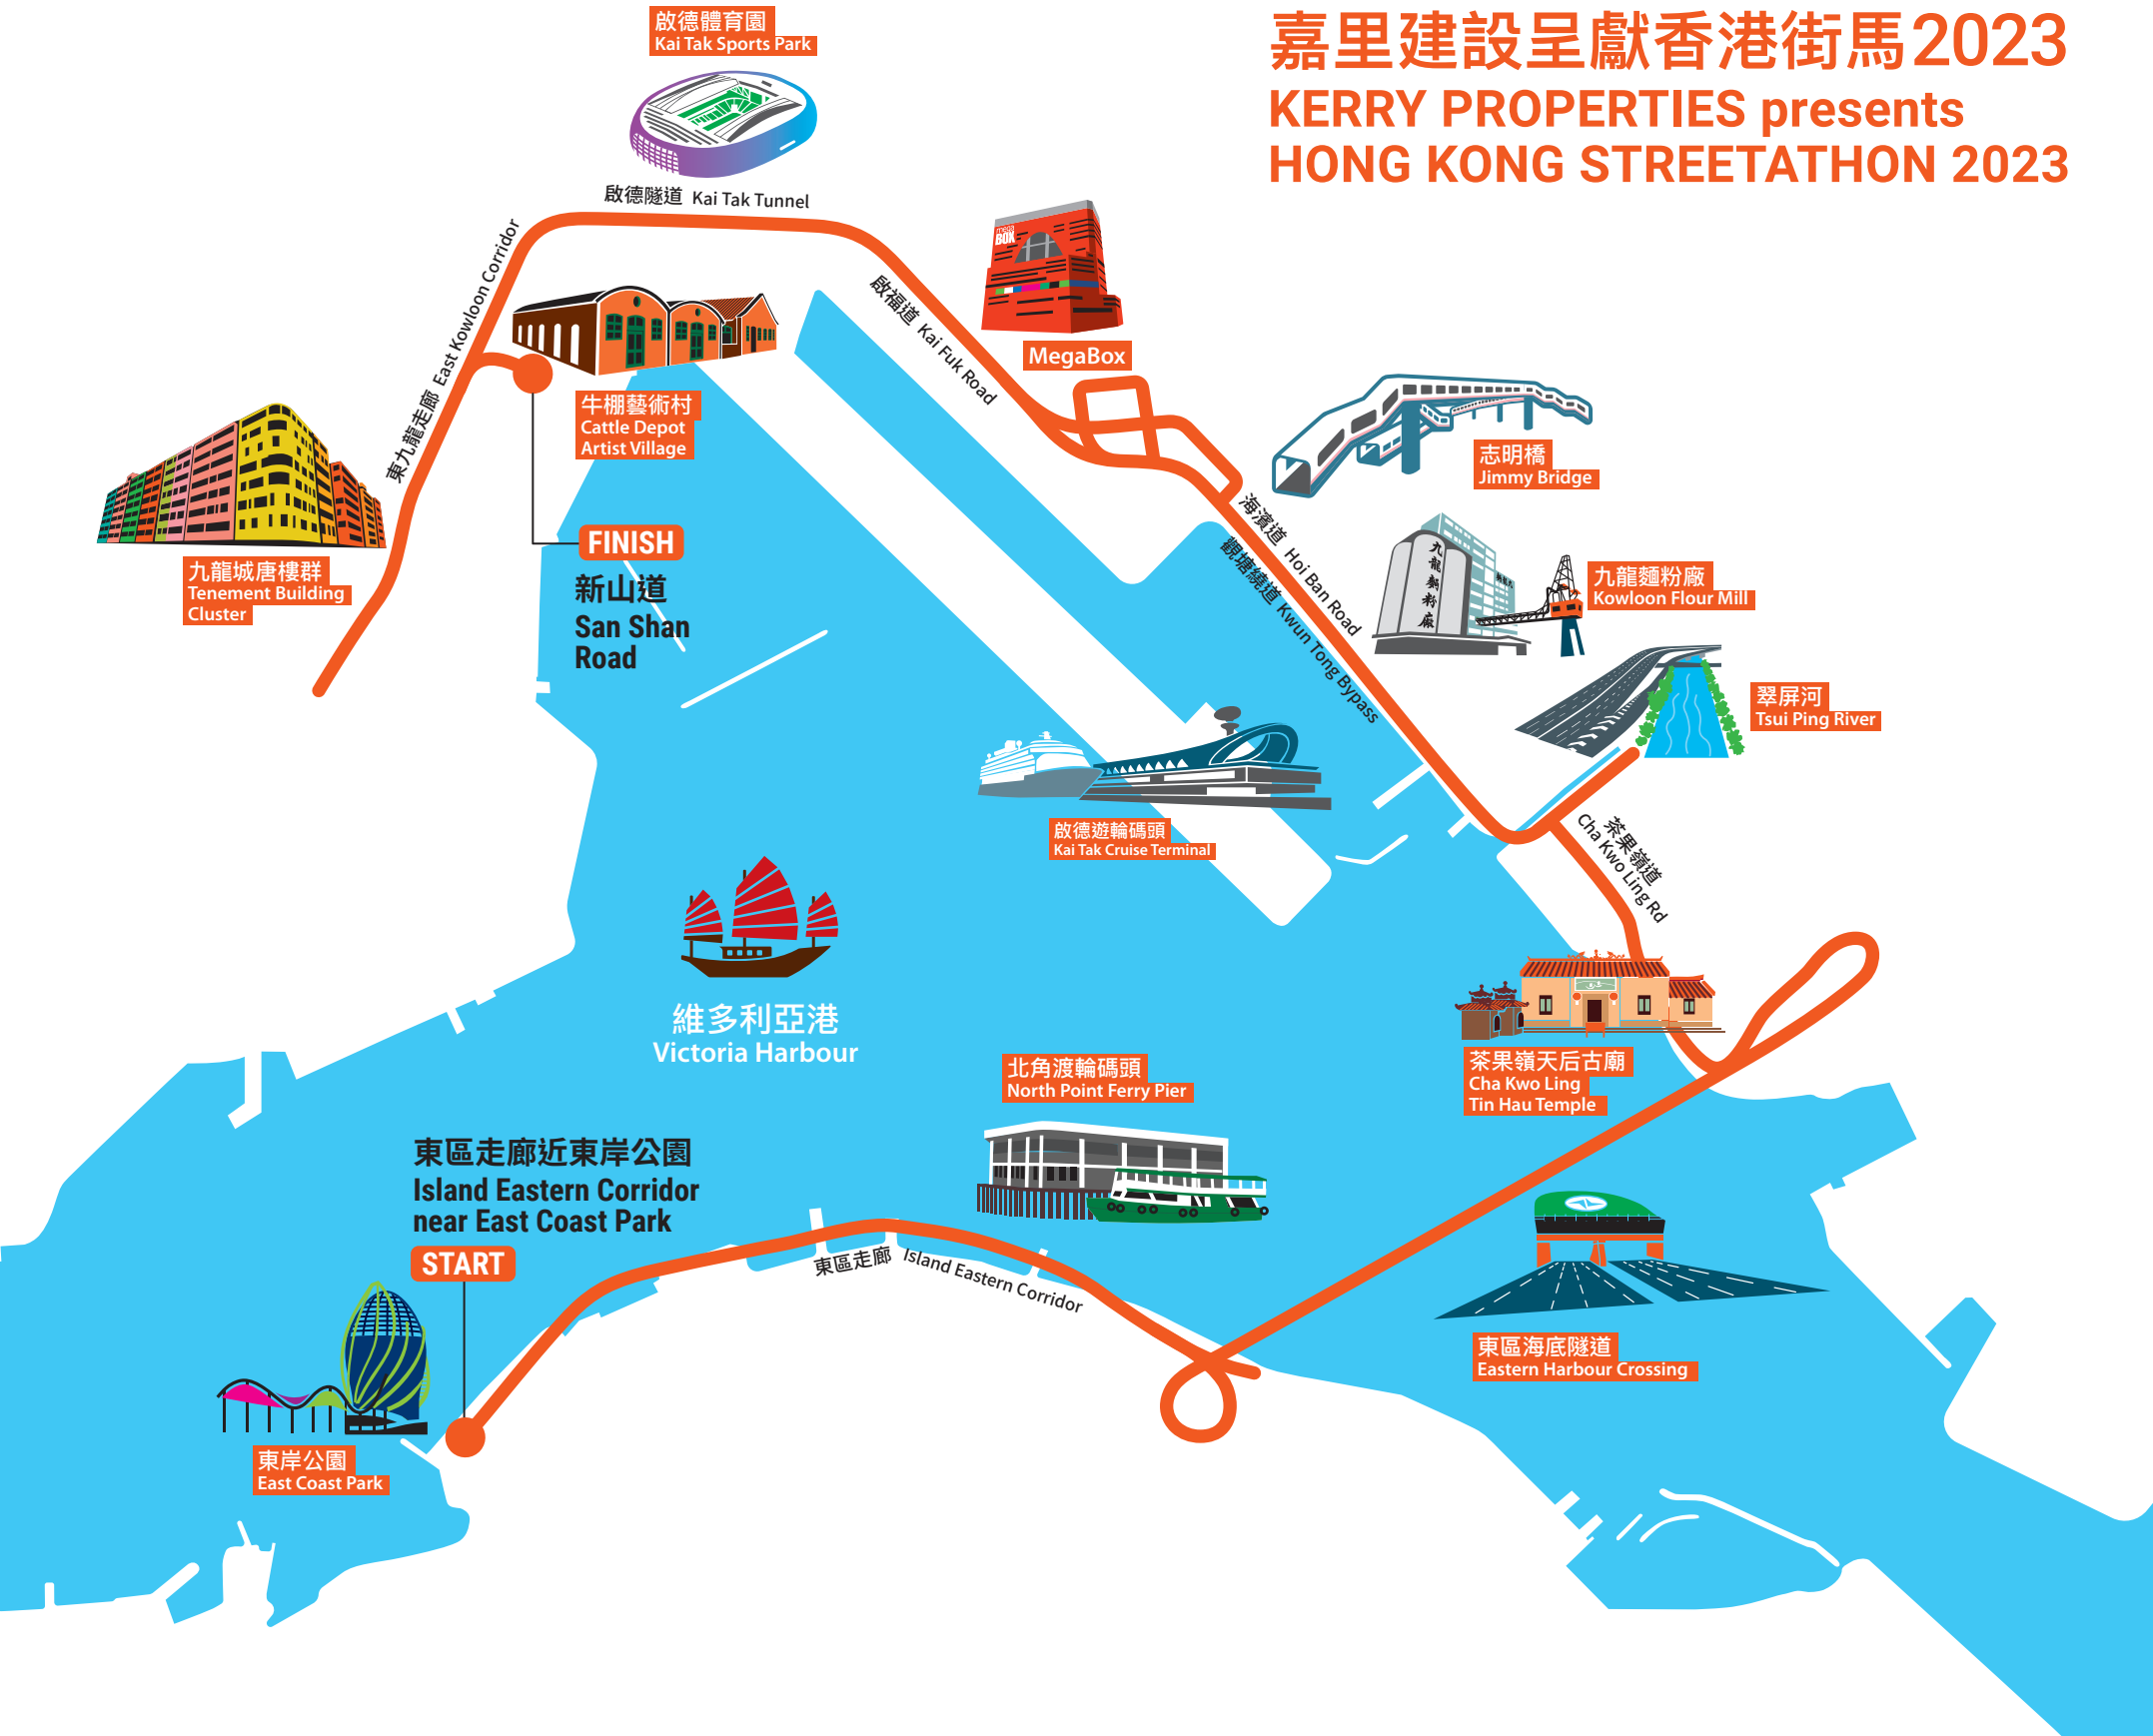 嘉里建設呈獻香港街馬2023
KERRY PROPERTIES presents
HONG KONG STREETATHON 2023
啟德體育園
Kai Tak Sports Park
啟德隧道 Kai Tak Tunnel
東九龍走廊 East Kowloon Corridor
mega
BOX
MegaBox
啟福道 Kai Fuk Road
牛棚藝術村
Cattle Depot
Artist Village
志明橋
Jimmy Bridge
九龍城唐樓群
Tenement Building
Cluster
FINISH
新山道
San Shan
Road
海濱道 Hoi Ban Road
觀塘繞道 Kwun Tong Bypass
九龍麵粉廠
九龍麵粉廠
Kowloon Flour Mill
翠屏河
Tsui Ping River
啟德遊輪碼頭
Kai Tak Cruise Terminal
茶果嶺道
Cha Kwo Ling Rd
維多利亞港
Victoria Harbour
茶果嶺天后古廟
Cha Kwo Ling
Tin Hau Temple
北角渡輪碼頭
North Point Ferry Pier
東區走廊近東岸公園
Island Eastern Corridor
near East Coast Park
START
東區走廊 Island Eastern Corridor
東區海底隧道
Eastern Harbour Crossing
東岸公園
East Coast Park